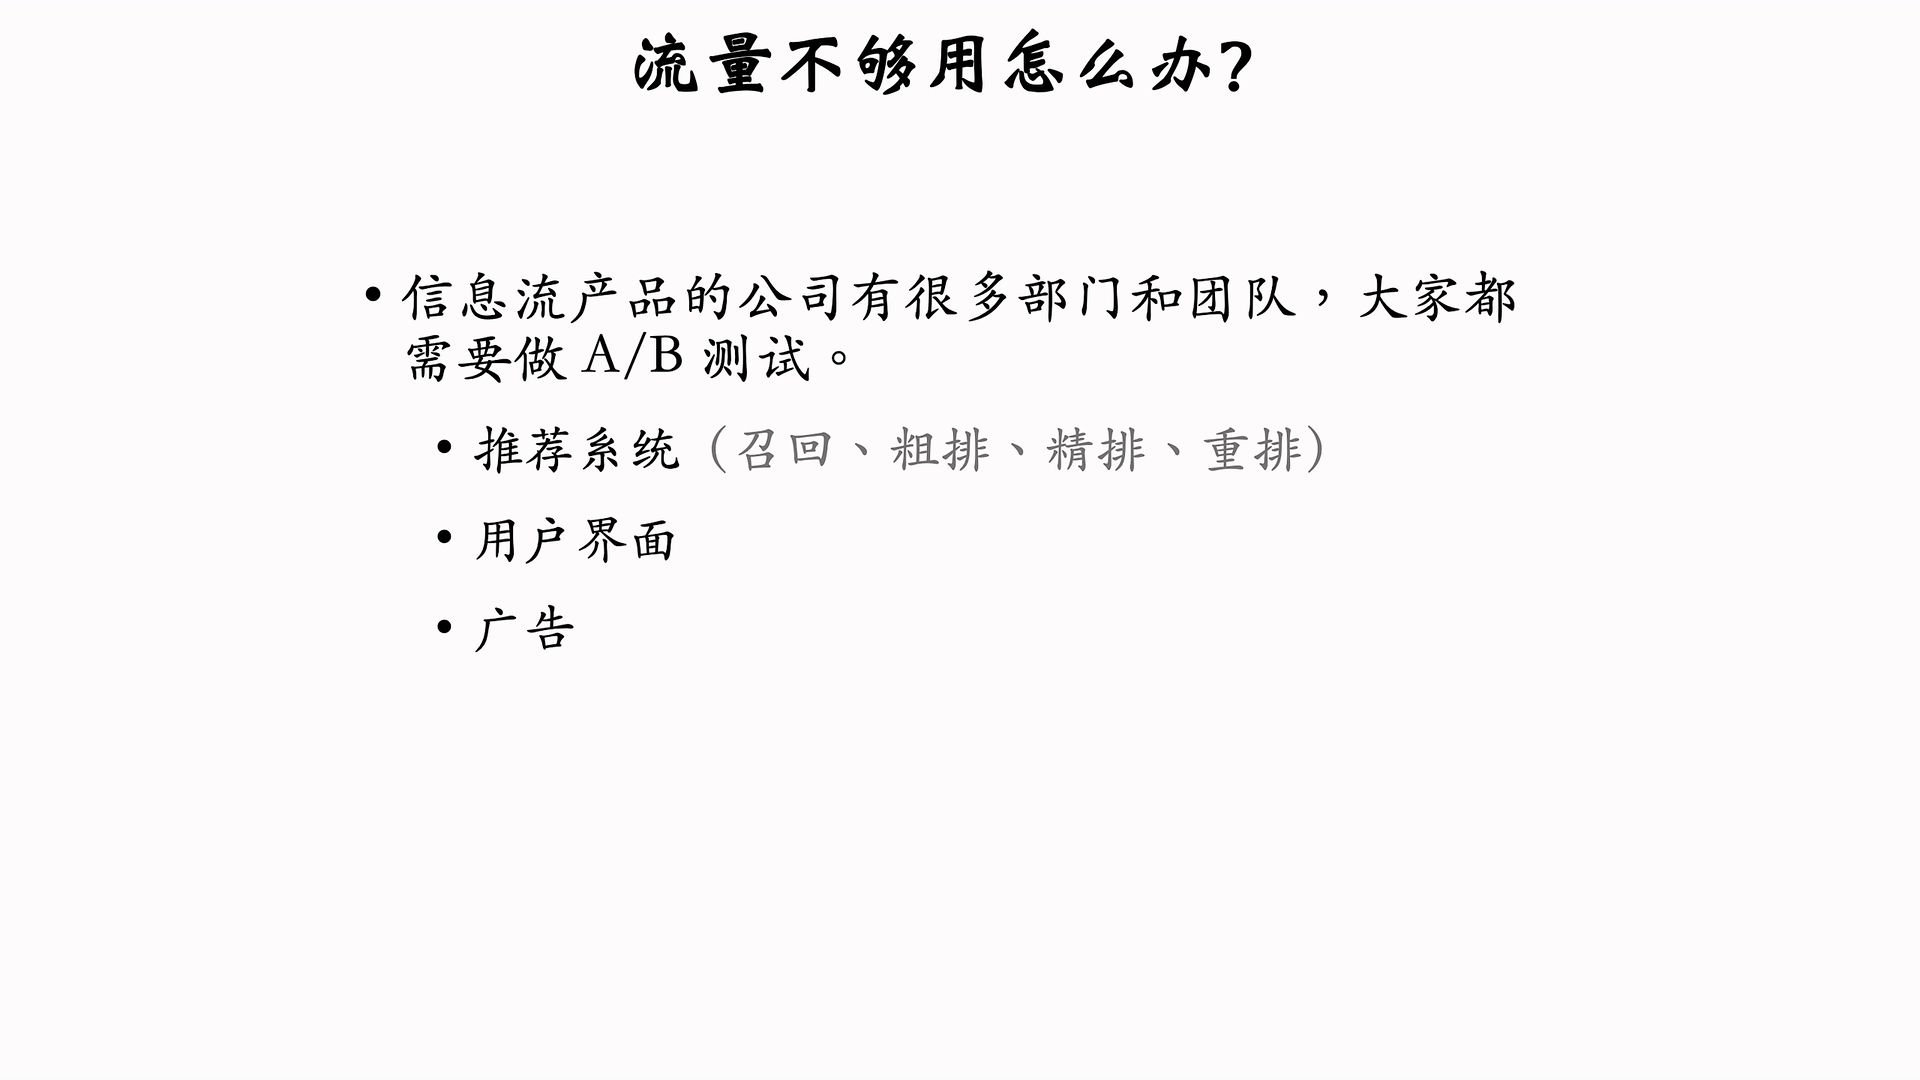 流量不够用怎么办?
• 信息流产品的公司有很多部门和团队，大家都
需要做 A/B 测试。
• 推荐系统（召回、粗排、精排、重排）
• 用户界面
• 广告